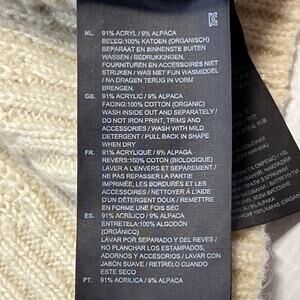 NL. 91% ACRYL / 9% ALPACA
BELEG:100% KATOEN (ORGANISCH)
SEPARAAT EN BINNENSTE BUITEN
WASSEN / BEDRUKKINGEN,
FOURNITUREN EN ACCESSOIRES NIET
STRIJKEN / WAS MET FIJN WASMIDDEL
/ NA DRAGEN TERUG IN VORM
BRENGEN.
GB. 91% ACRYLIC / 9% ALPACA
FACING:100% COTTON (ORGANIC)
WASH INSIDE OUT AND SEPARATELY /
DO NOT IRON PRINT, TRIMS AND
ACCESSORIES / WASH WITH MILD
DETERGENT / PULL BACK IN SHAPE
WHEN DRY
FR. 91% ACRYLIQUE / 9% ALPAGA
REVERS:100% COTON (BIOLOGIQUE)
LAVER A L'ENVERS ET SEPAREMENT /
NE PAS REPASSER LA PARTIE
IMPRIMÉE, LES BORDURES ET LES
ACCESSOIRES / NETTOYER À L'AIDE
D'UN DÉTERGENT DOUX / REMETTRE
EN FORME UNE FOIS SEC
ES. 91% ACRÍLICO / 9% ALPACA
ENTRETELA:100% ALGODÓN
(ORGÁNICO)
LAVAR POR SEPARADO Y DEL REVES /
NO PLANCHAR LOS ESTAMPADOS,
ADORNOS Y ACCESORIOS / LAVAR CON
JABON SUAVE / RETIRELO CUANDO
ESTE SECO
PT. 91% ACRILICA / 9% ALPACA